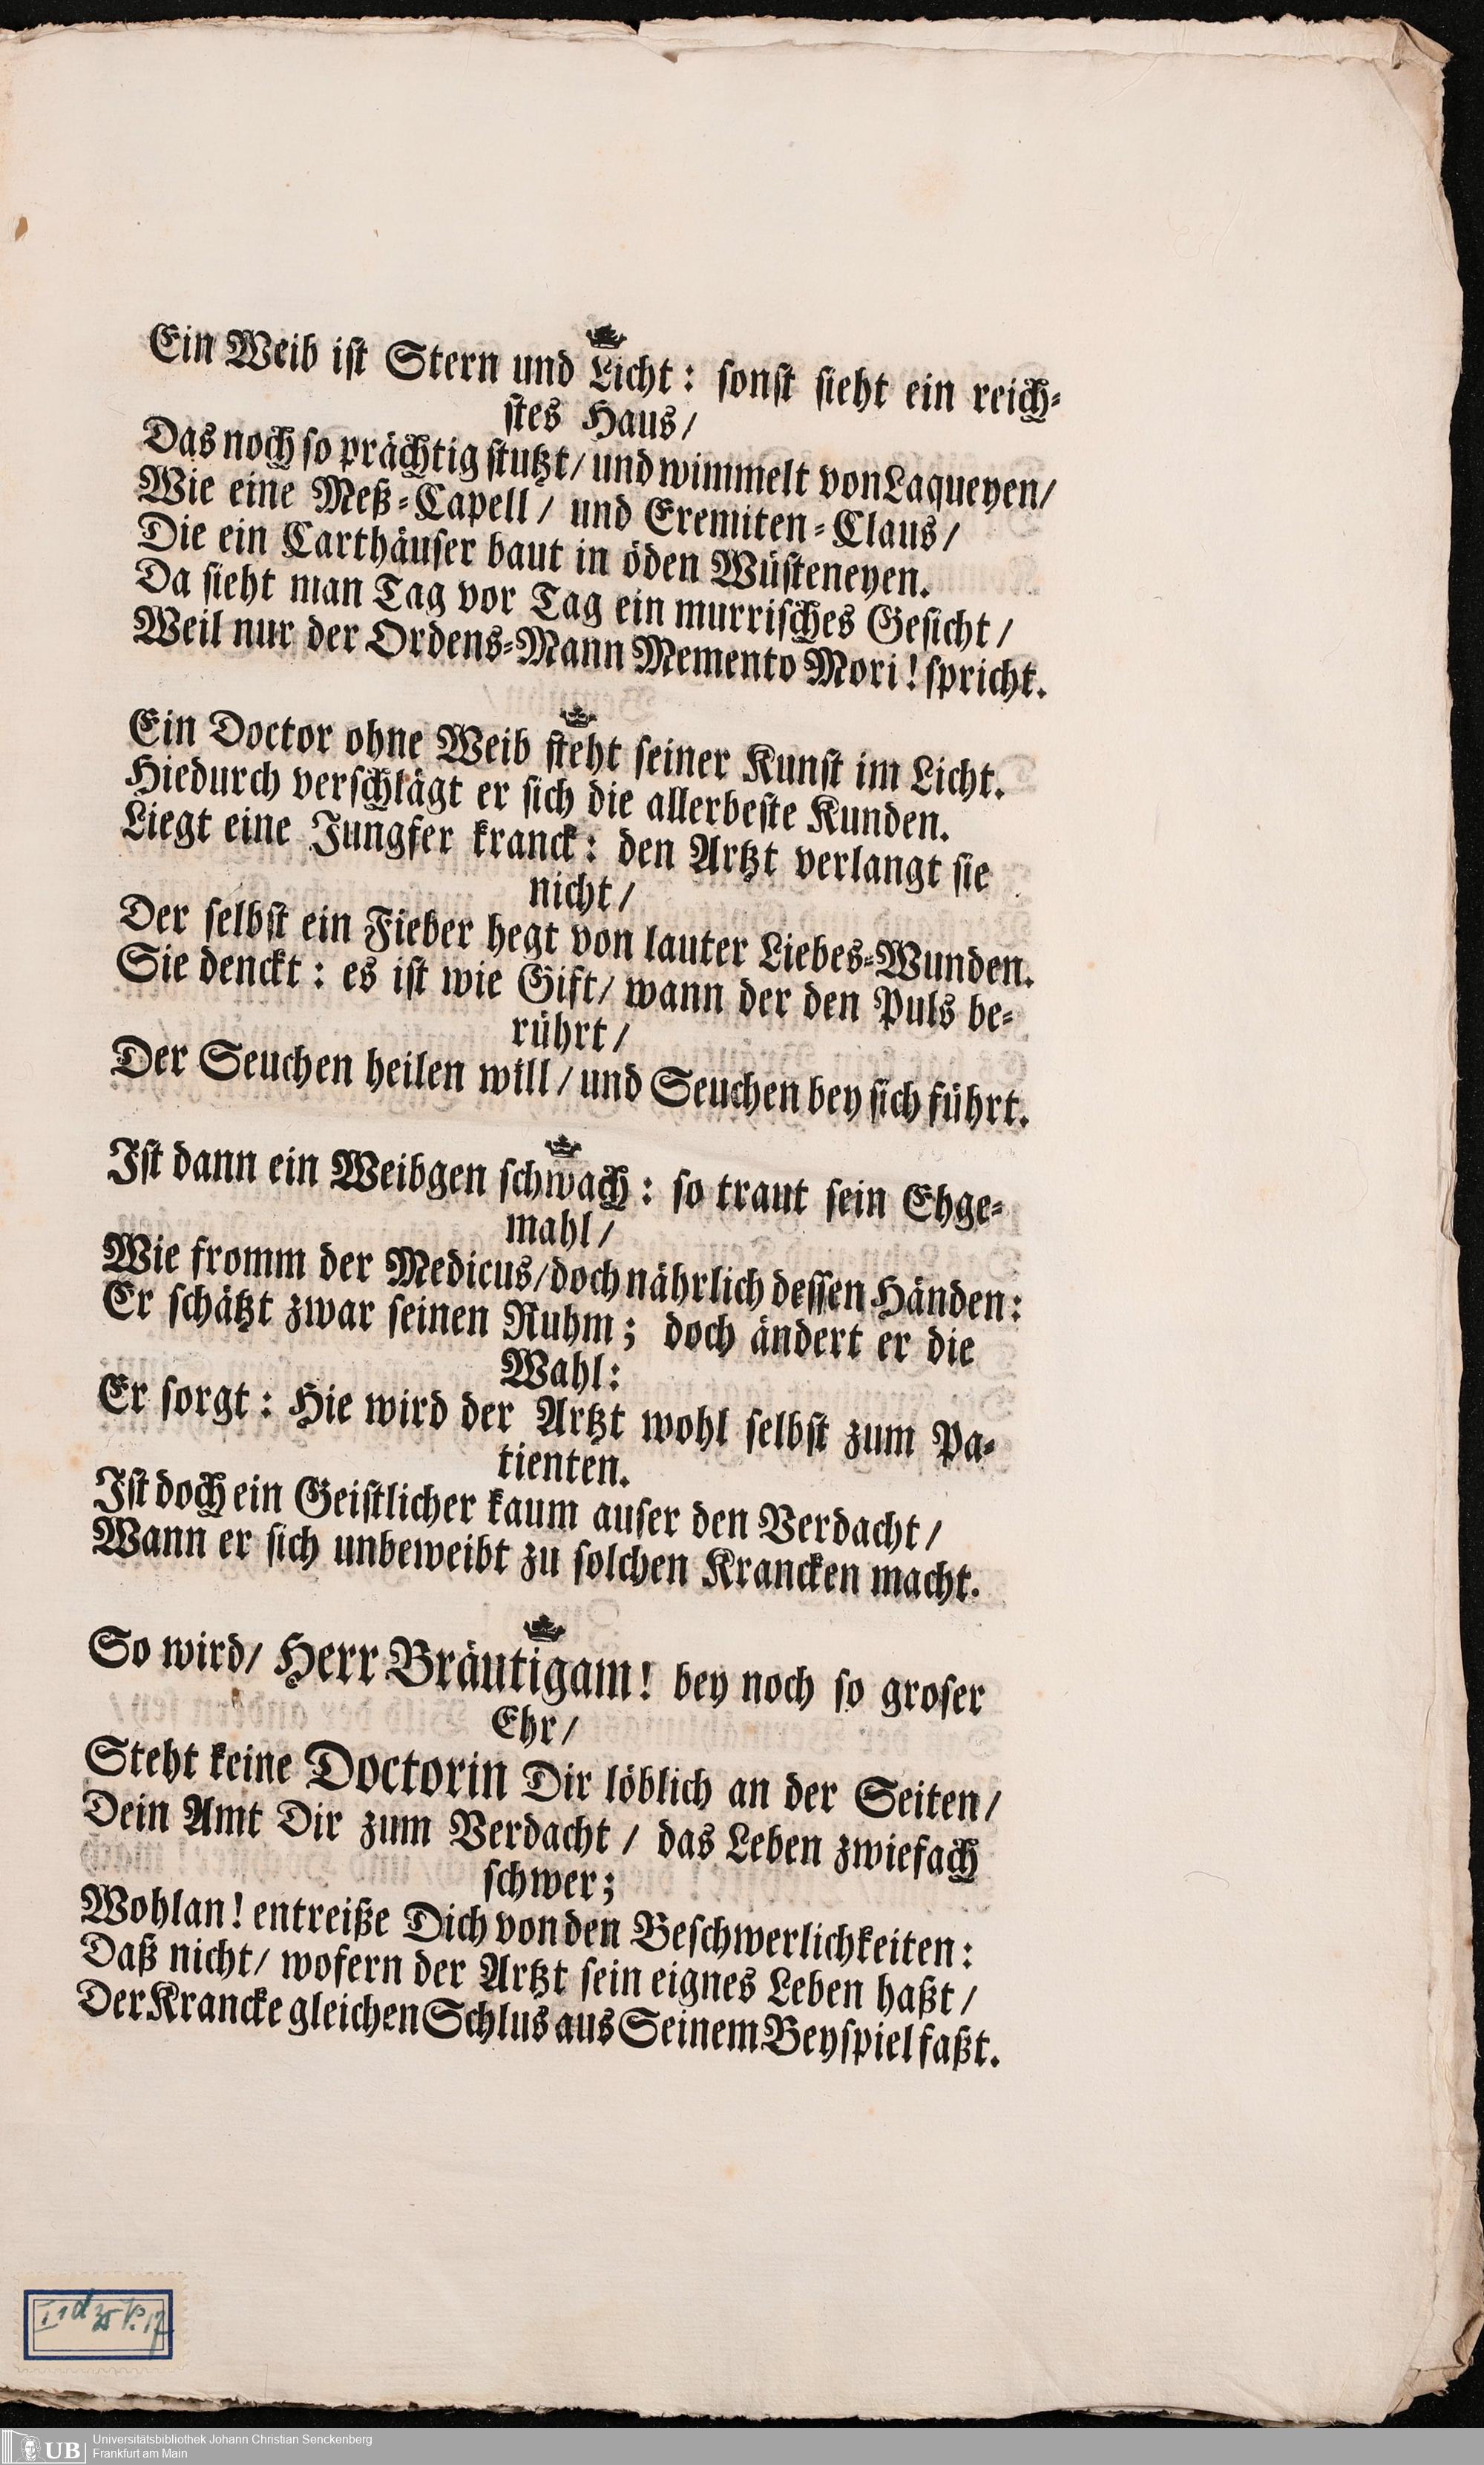 Ein Weib iſt Stern und Licht: ſonſt ſieht ein reich⸗
ſtes Haus/
Das noch ſo prächtig ſtutzt/ und wimmelt von Laqueyen/
Wie eine Meß⸗Capell/ und Eremiten⸗Claus/
Die ein Carthäuſer baut in öden Wüſteneyen.
Da ſieht man Tag vor Tag ein murriſches Geſicht/
Weil nur der Ordens⸗Mann Memento Mori! ſpricht.
Ein Doctor ohne Weib ſteht ſeiner Kunſt im Licht.
Hiedurch verſchlägt er ſich die allerbeſte Kunden.
Liegt eine Jungfer kranck: den Artzt verlangt ſie
nicht/
Der ſelbſt ein Fieber hegt von lauter Liebes⸗Wunden.
Sie denckt: es iſt wie Gift/ wann der den Puls be⸗
rührt/
Der Seuchen heilen will/ und Seuchen bey ſich führt.
Iſt dann ein Weibgen ſchwach: ſo traut ſein Ehge⸗
mahl/
Wie fromm der Medicus/ doch nährlich deſſen Händen:
Er ſchätzt zwar ſeinen Ruhm; doch ändert er die
Wahl:
Er ſorgt: Hie wird der Artzt wohl ſelbſt zum Pa⸗
tienten.
Iſt doch ein Geiſtlicher kaum auſer den Verdacht/
Wann er ſich unbeweibt zu ſolchen Krancken macht.
So wird/ Herr Bräutigam! bey noch ſo groſer
Ehr/
Steht keine Doctorin Dir löblich an der Seiten/
Dein Amt Dir zum Verdacht/ das Leben zwiefach
ſchwer;
Wohlan! entreiße Dich von den Beſchwerlichkeiten:
Daß nicht/ wofern der Artzt ſein eignes Leben haßt/
Der Krancke gleichen Schlus aus Seinem Beyſpiel faßt.
UB
Universitätsbibliothek Johann Christian Senckenberg
Frankfurt am Main